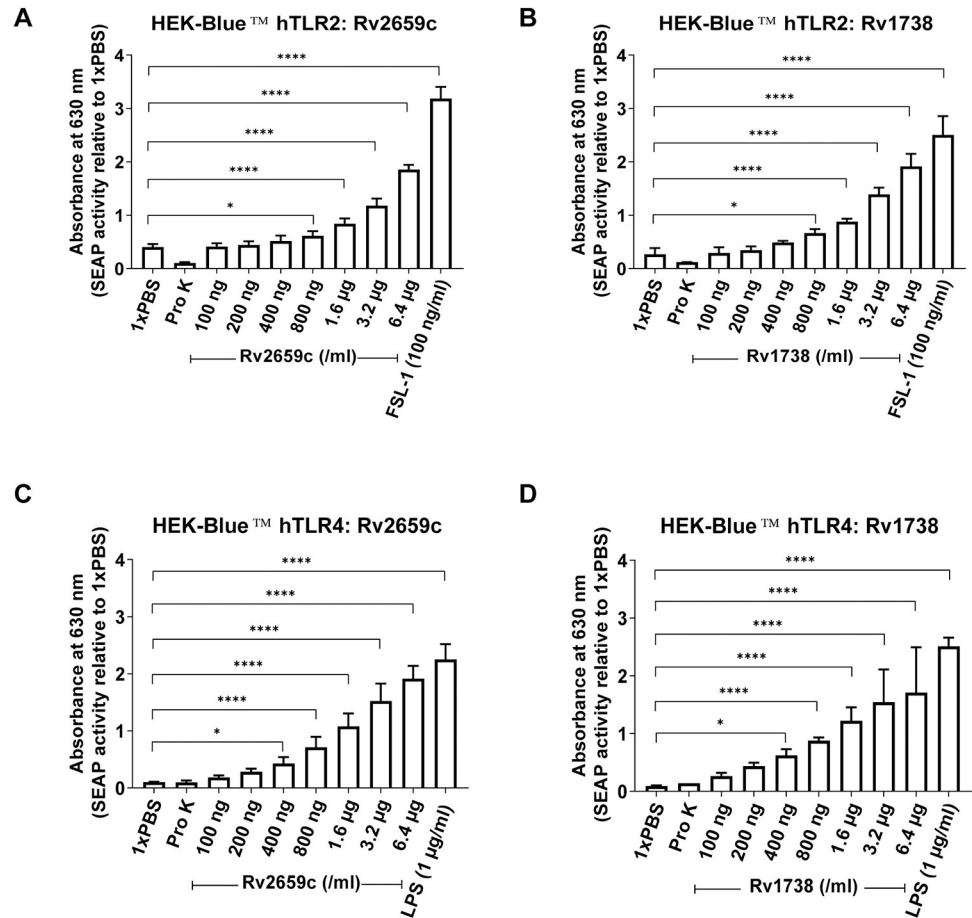 A
HEK-Blue™ hTLR2: Rv2659c
Absorbance at 630 nm
(SEAP activity relative to 1xPBS)
4
3
2
1
0
****
****
****
****
*
1xPBS
Pro K
100 ng
200 ng
400 ng
800 ng
1.6 µg
3.2 µg
6.4 µg
FSL-1 (100 ng/ml)
Rv2659c (/ml)
B
HEK-Blue™ hTLR2: Rv1738
Absorbance at 630 nm
(SEAP activity relative to 1xPBS)
4
3
2
1
0
****
****
****
****
*
1xPBS
Pro K
100 ng
200 ng
400 ng
800 ng
1.6 µg
3.2 µg
6.4 µg
FSL-1 (100 ng/ml)
Rv1738 (/ml)
C
HEK-Blue™ hTLR4: Rv2659c
Absorbance at 630 nm
(SEAP activity relative to 1xPBS)
4
3
2
1
0
****
****
****
****
****
*
1xPBS
Pro K
100 ng
200 ng
400 ng
800 ng
1.6 µg
3.2 µg
6.4 µg
LPS (1 µg/ml)
Rv2659c (/ml)
D
HEK-Blue™ hTLR4: Rv1738
Absorbance at 630 nm
(SEAP activity relative to 1xPBS)
4
3
2
1
0
****
****
****
****
****
*
1xPBS
Pro K
100 ng
200 ng
400 ng
800 ng
1.6 µg
3.2 µg
6.4 µg
LPS (1 µg/ml)
Rv1738 (/ml)